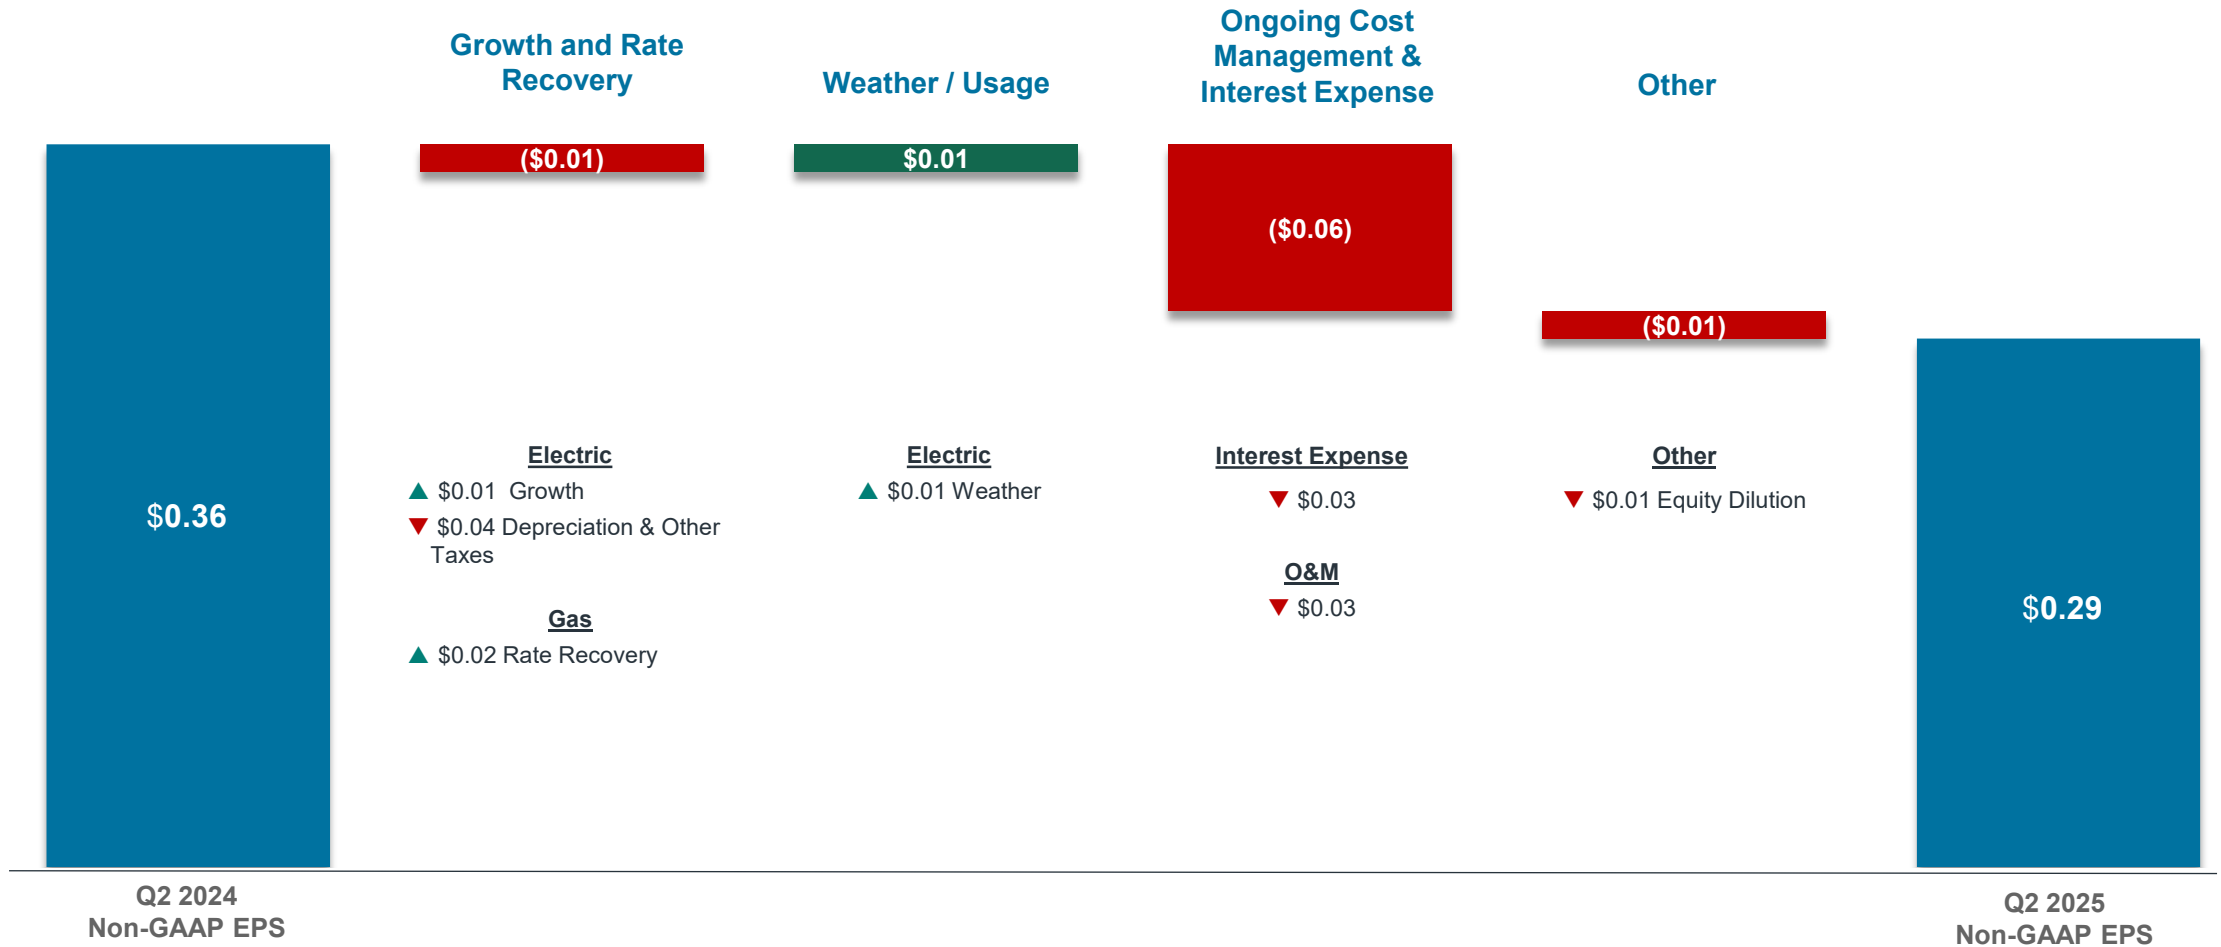 Growth and Rate
Recovery
Weather / Usage
Ongoing Cost
Management &
Interest Expense
Other
($0.01)
$0.01
($0.06)
($0.01)
$0.36
Electric
▲ $0.01 Growth
▼ $0.04 Depreciation & Other
Taxes
Gas
▲ $0.02 Rate Recovery
Electric
▲ $0.01 Weather
Interest Expense
▼ $0.03
O&M
▼ $0.03
Other
▼ $0.01 Equity Dilution
$0.29
Q2 2024
Non-GAAP EPS
Q2 2025
Non-GAAP EPS